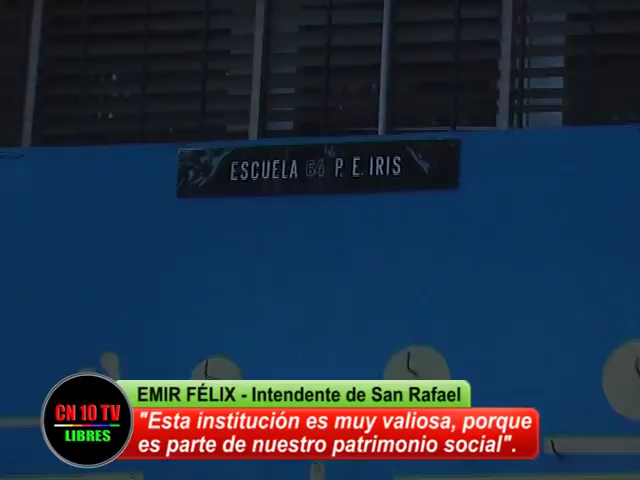 ESCUELA 64 P. E. IRIS
EMIR FÉLIX - Intendente de San Rafael
CN 10 TV
LIBRES
"Esta institución es muy valiosa, porque
es parte de nuestro patrimonio social".